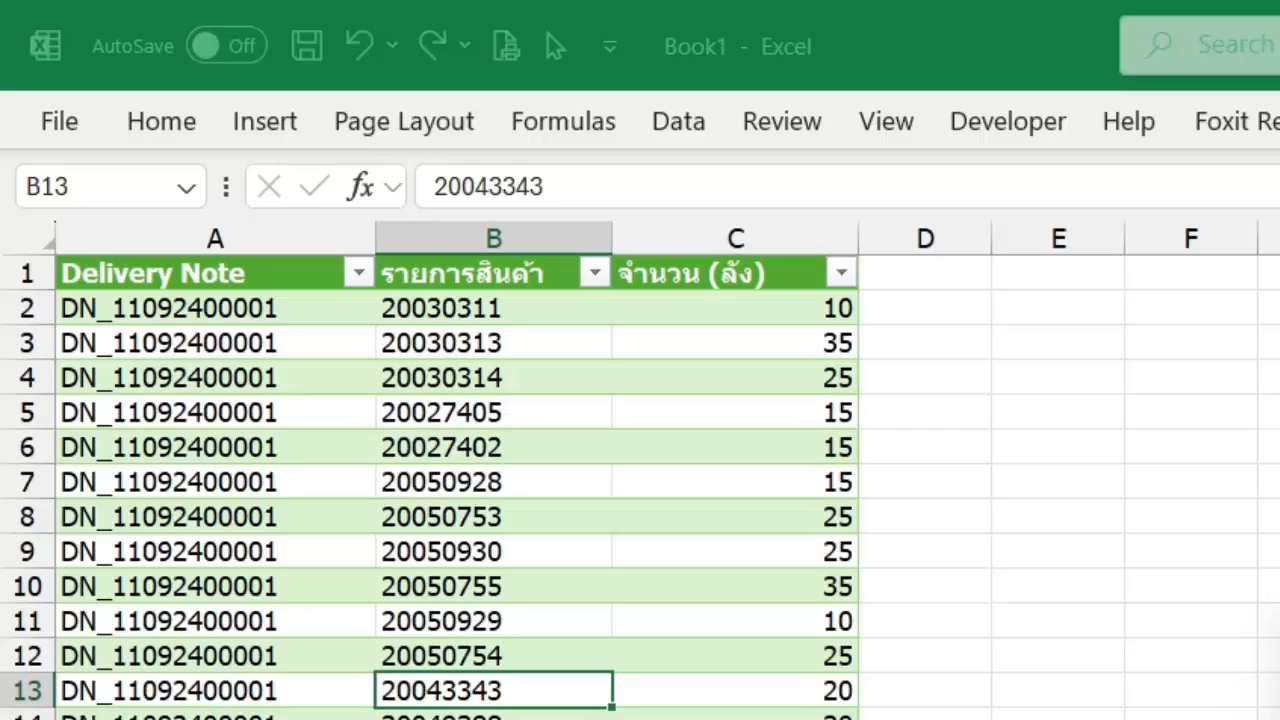 AutoSave Off Book1 - Excel Search
File Home Insert Page Layout Formulas Data Review View Developer Help Foxit Re
B13 fx 20043343
A B C D E F
1 Delivery Note รายการสินค้า จำนวน (ลัง)
2 DN_11092400001 20030311 10
3 DN_11092400001 20030313 35
4 DN_11092400001 20030314 25
5 DN_11092400001 20027405 15
6 DN_11092400001 20027402 15
7 DN_11092400001 20050928 15
8 DN_11092400001 20050753 25
9 DN_11092400001 20050930 25
10 DN_11092400001 20050755 35
11 DN_11092400001 20050929 10
12 DN_11092400001 20050754 25
13 DN_11092400001 20043343 20